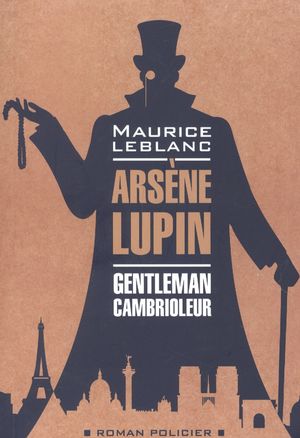 MAURICE
LEBLANC
ARSÈNE
LUPIN
GENTLEMAN
CAMBRIOLEUR
ROMAN POLICIER